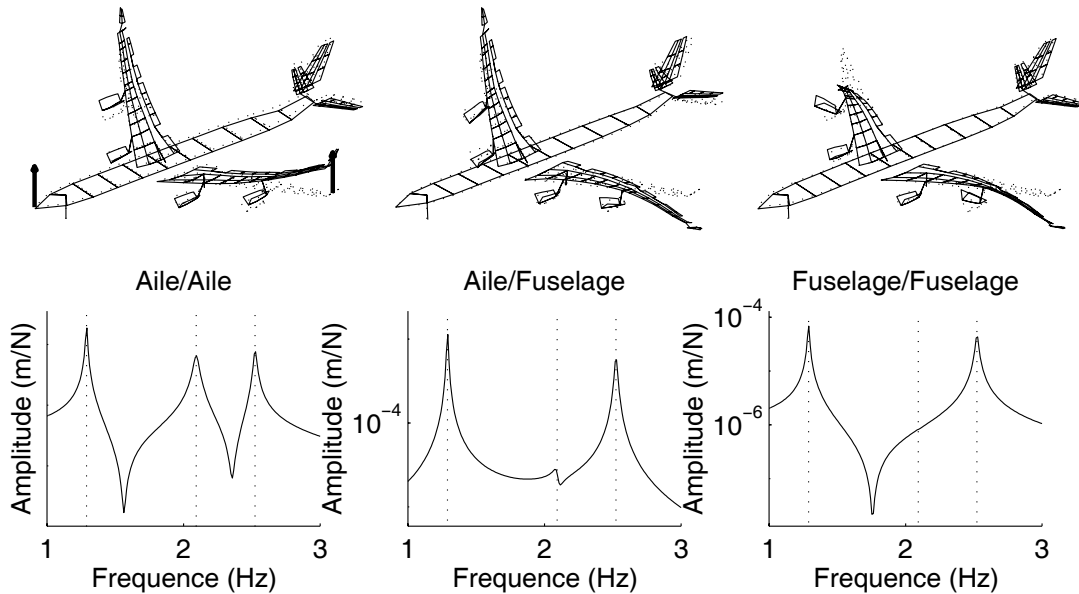 Aile/Aile
Amplitude (m/N)
1
2
3
Frequence (Hz)
Aile/Fuselage
Amplitude (m/N)
10⁻⁴
1
2
3
Frequence (Hz)
Fuselage/Fuselage
Amplitude (m/N)
10⁻⁴
10⁻⁶
1
2
3
Frequence (Hz)